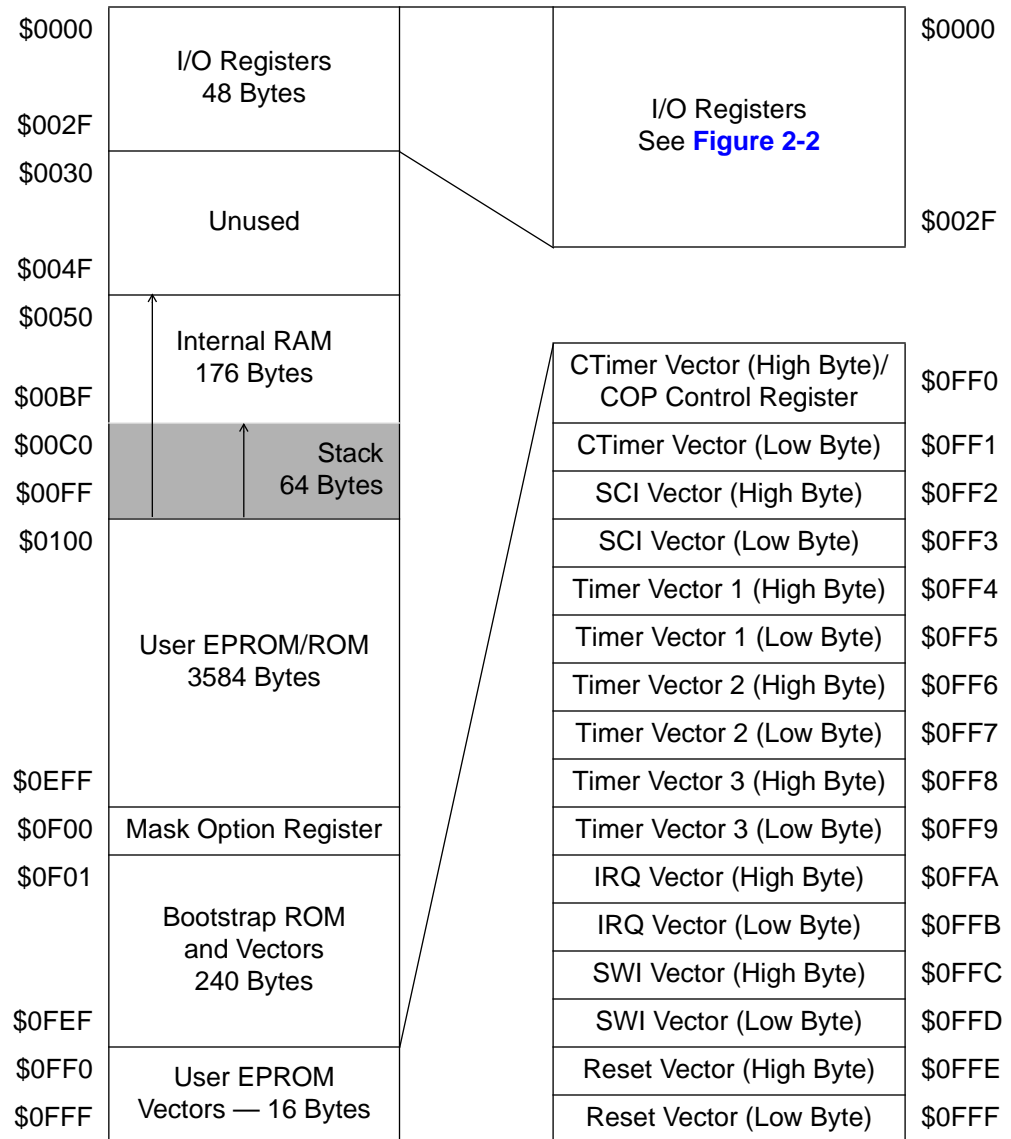 $0000
I/O Registers
48 Bytes
$002F
$0030
Unused
$004F
$0050
Internal RAM
176 Bytes
$00BF
$00C0
Stack
$00FF
64 Bytes
$0100
User EPROM/ROM
3584 Bytes
$0EFF
$0F00
Mask Option Register
$0F01
Bootstrap ROM
and Vectors
240 Bytes
$0FEF
$0FF0
User EPROM
Vectors — 16 Bytes
$0FFF
$0000
I/O Registers
See Figure 2-2
$002F
CTimer Vector (High Byte)/
COP Control Register
$0FF0
CTimer Vector (Low Byte) $0FF1
SCI Vector (High Byte) $0FF2
SCI Vector (Low Byte) $0FF3
Timer Vector 1 (High Byte) $0FF4
Timer Vector 1 (Low Byte) $0FF5
Timer Vector 2 (High Byte) $0FF6
Timer Vector 2 (Low Byte) $0FF7
Timer Vector 3 (High Byte) $0FF8
Timer Vector 3 (Low Byte) $0FF9
IRQ Vector (High Byte) $0FFA
IRQ Vector (Low Byte) $0FFB
SWI Vector (High Byte) $0FFC
SWI Vector (Low Byte) $0FFD
Reset Vector (High Byte) $0FFE
Reset Vector (Low Byte) $0FFF